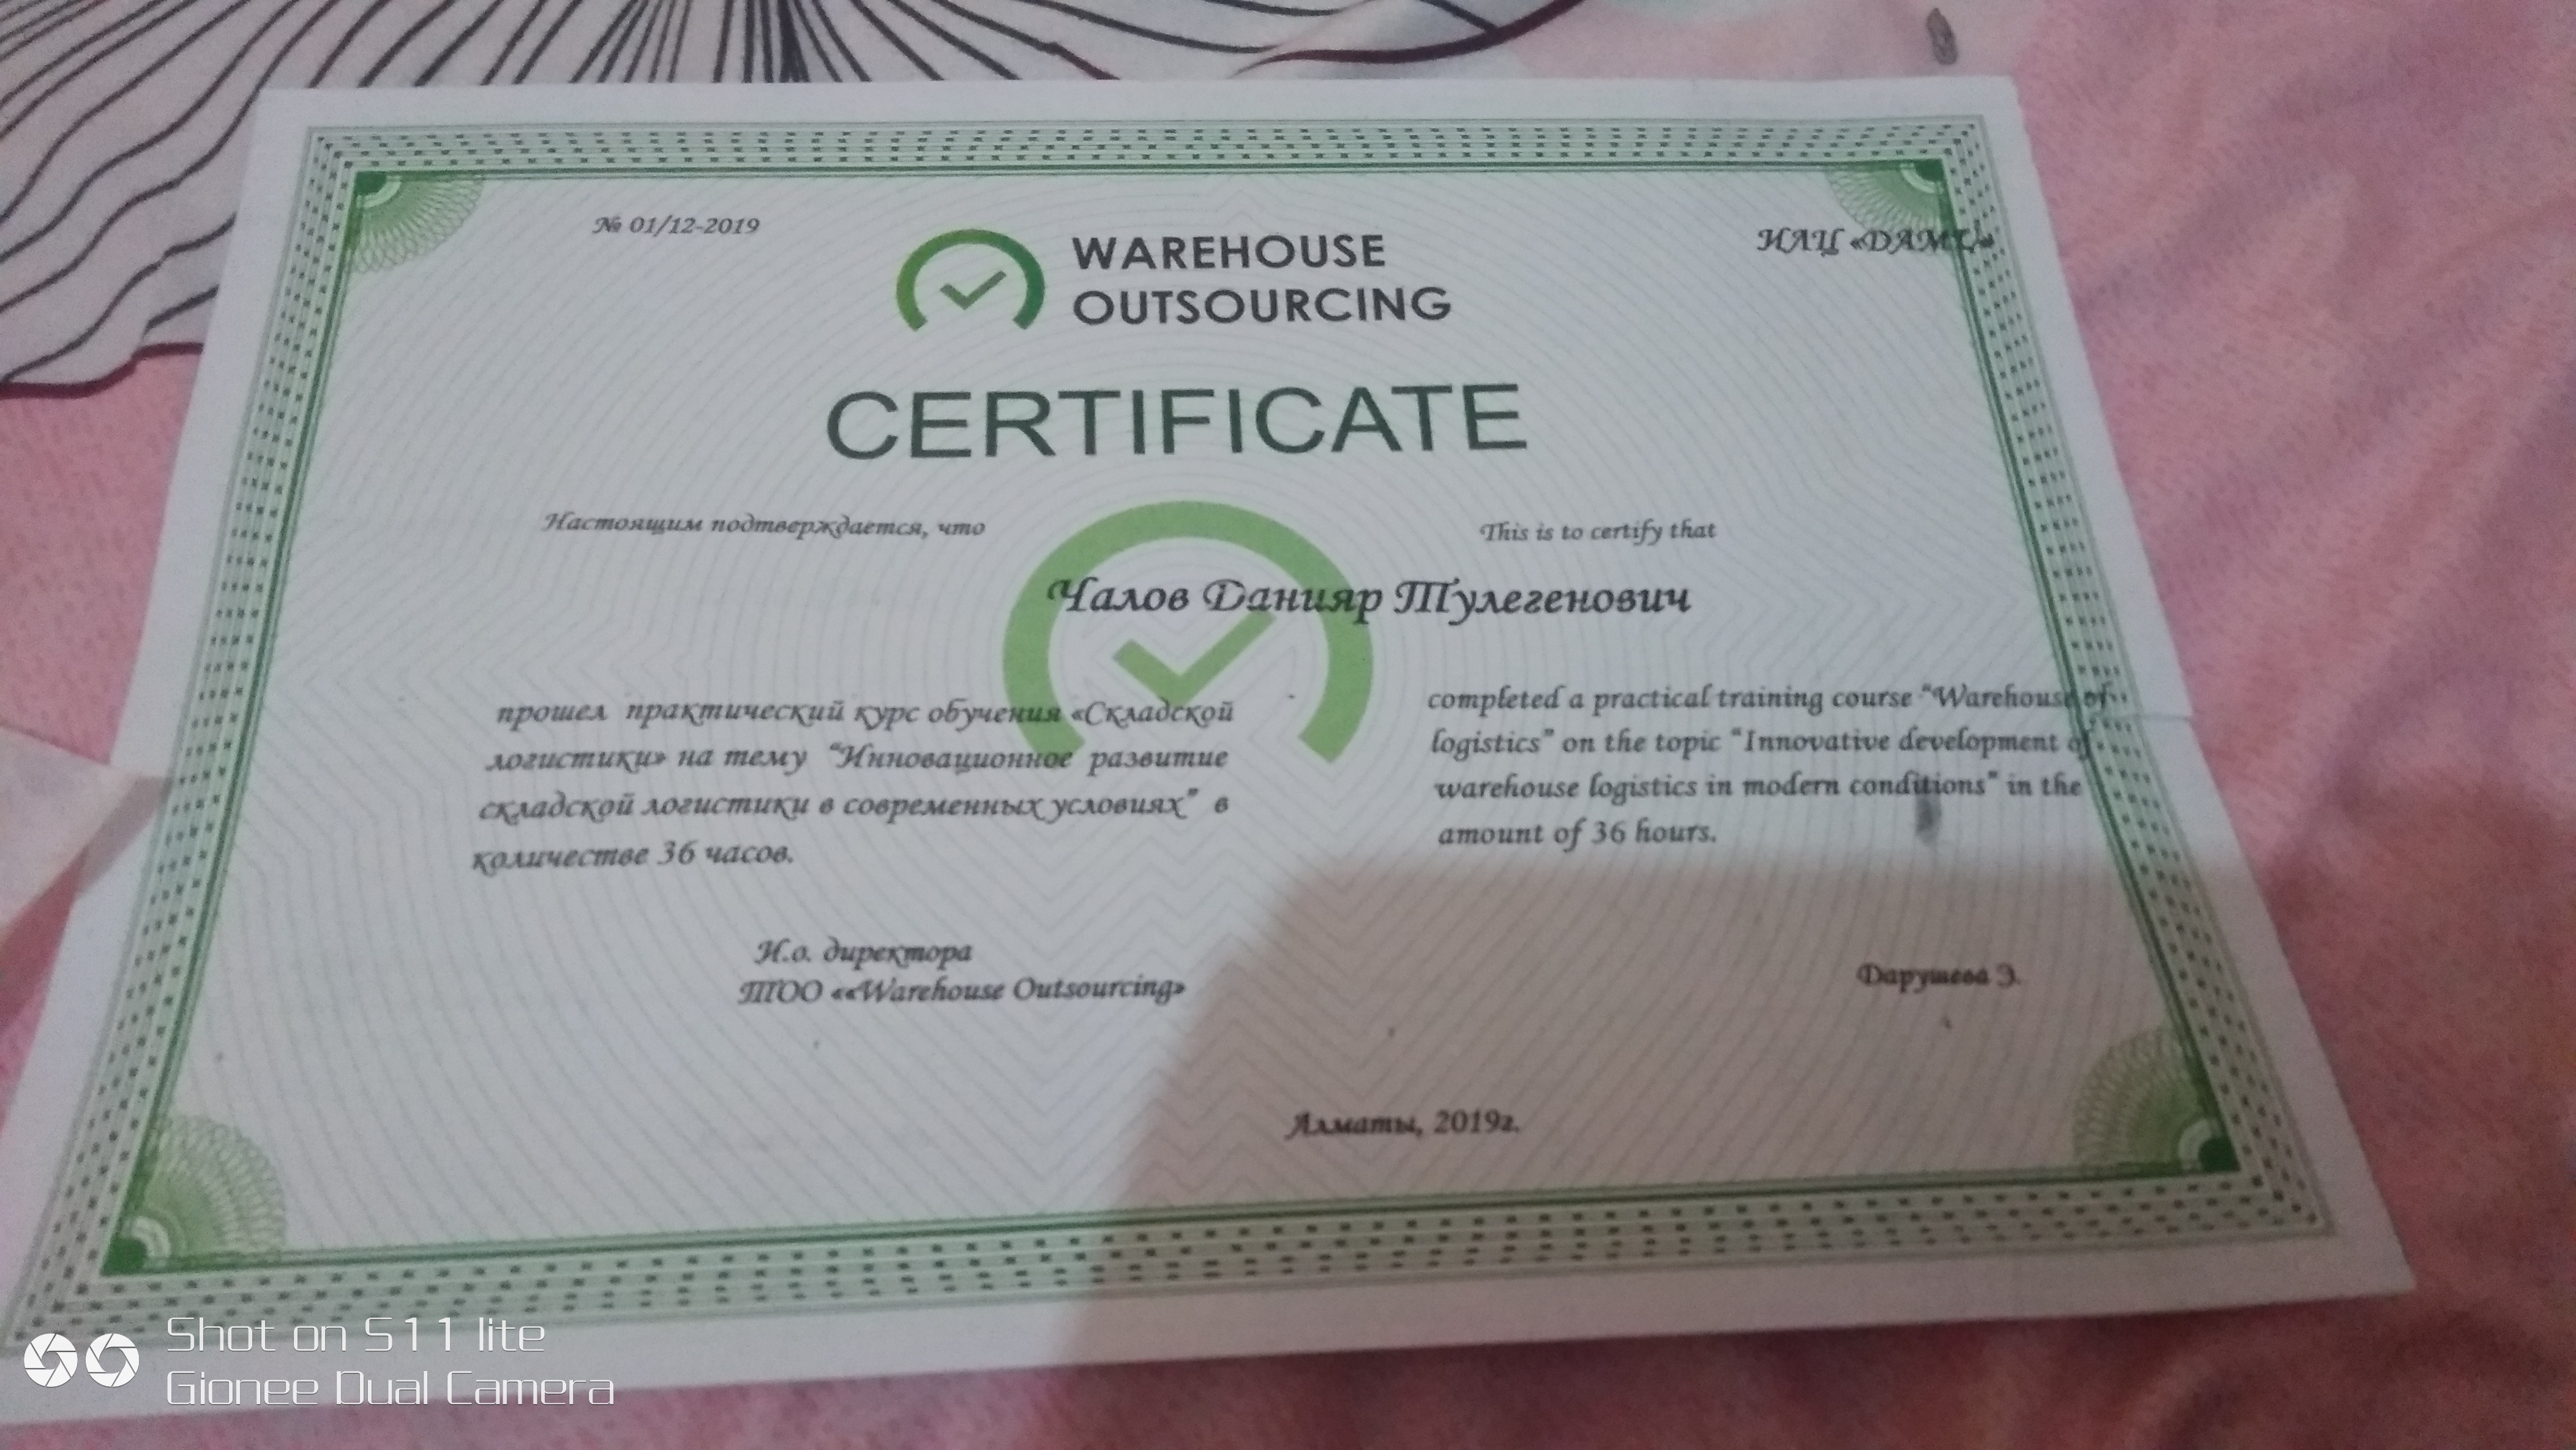 № 01/12-2019
WAREHOUSE
OUTSOURCING
НАЦ «DAMU»
CERTIFICATE
Настоящим подтверждается, что
This is to certify that
Чалов Данияр Тулегенович
прошел практический курс обучения «Складской
логистики» на тему “Инновационное развитие
складской логистики в современных условиях” в
количестве 36 часов.
completed a practical training course “Warehouse of
logistics” on the topic “Innovative development of
warehouse logistics in modern conditions” in the
amount of 36 hours.
И.о. директора
ТОО ««Warehouse Outsourcing»
Дарушева Э.
Алматы, 2019г.
Shot on S11 lite
Gionee Dual Camera